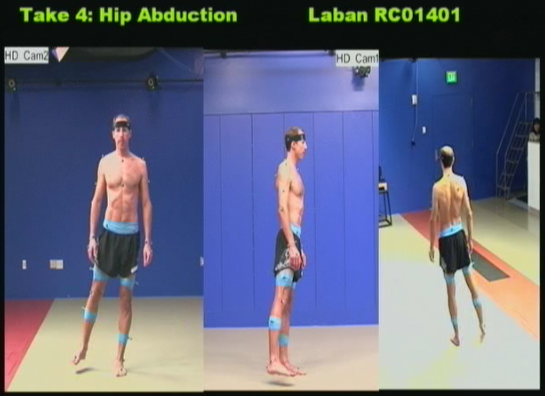 Take 4: Hip Abduction
Laban RC01401
HD Cam2
HD Cam1